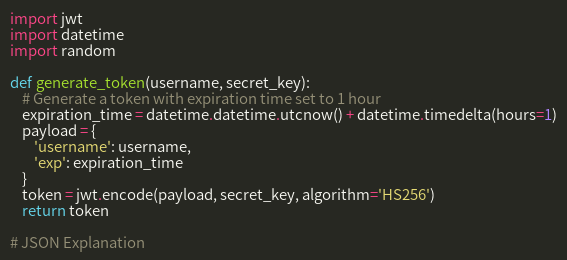 import jwt
import datetime
import random

def generate_token(username, secret_key):
    # Generate a token with expiration time set to 1 hour
    expiration_time = datetime.datetime.utcnow() + datetime.timedelta(hours=1)
    payload = {
        'username': username,
        'exp': expiration_time
    }
    token = jwt.encode(payload, secret_key, algorithm='HS256')
    return token

# JSON Explanation